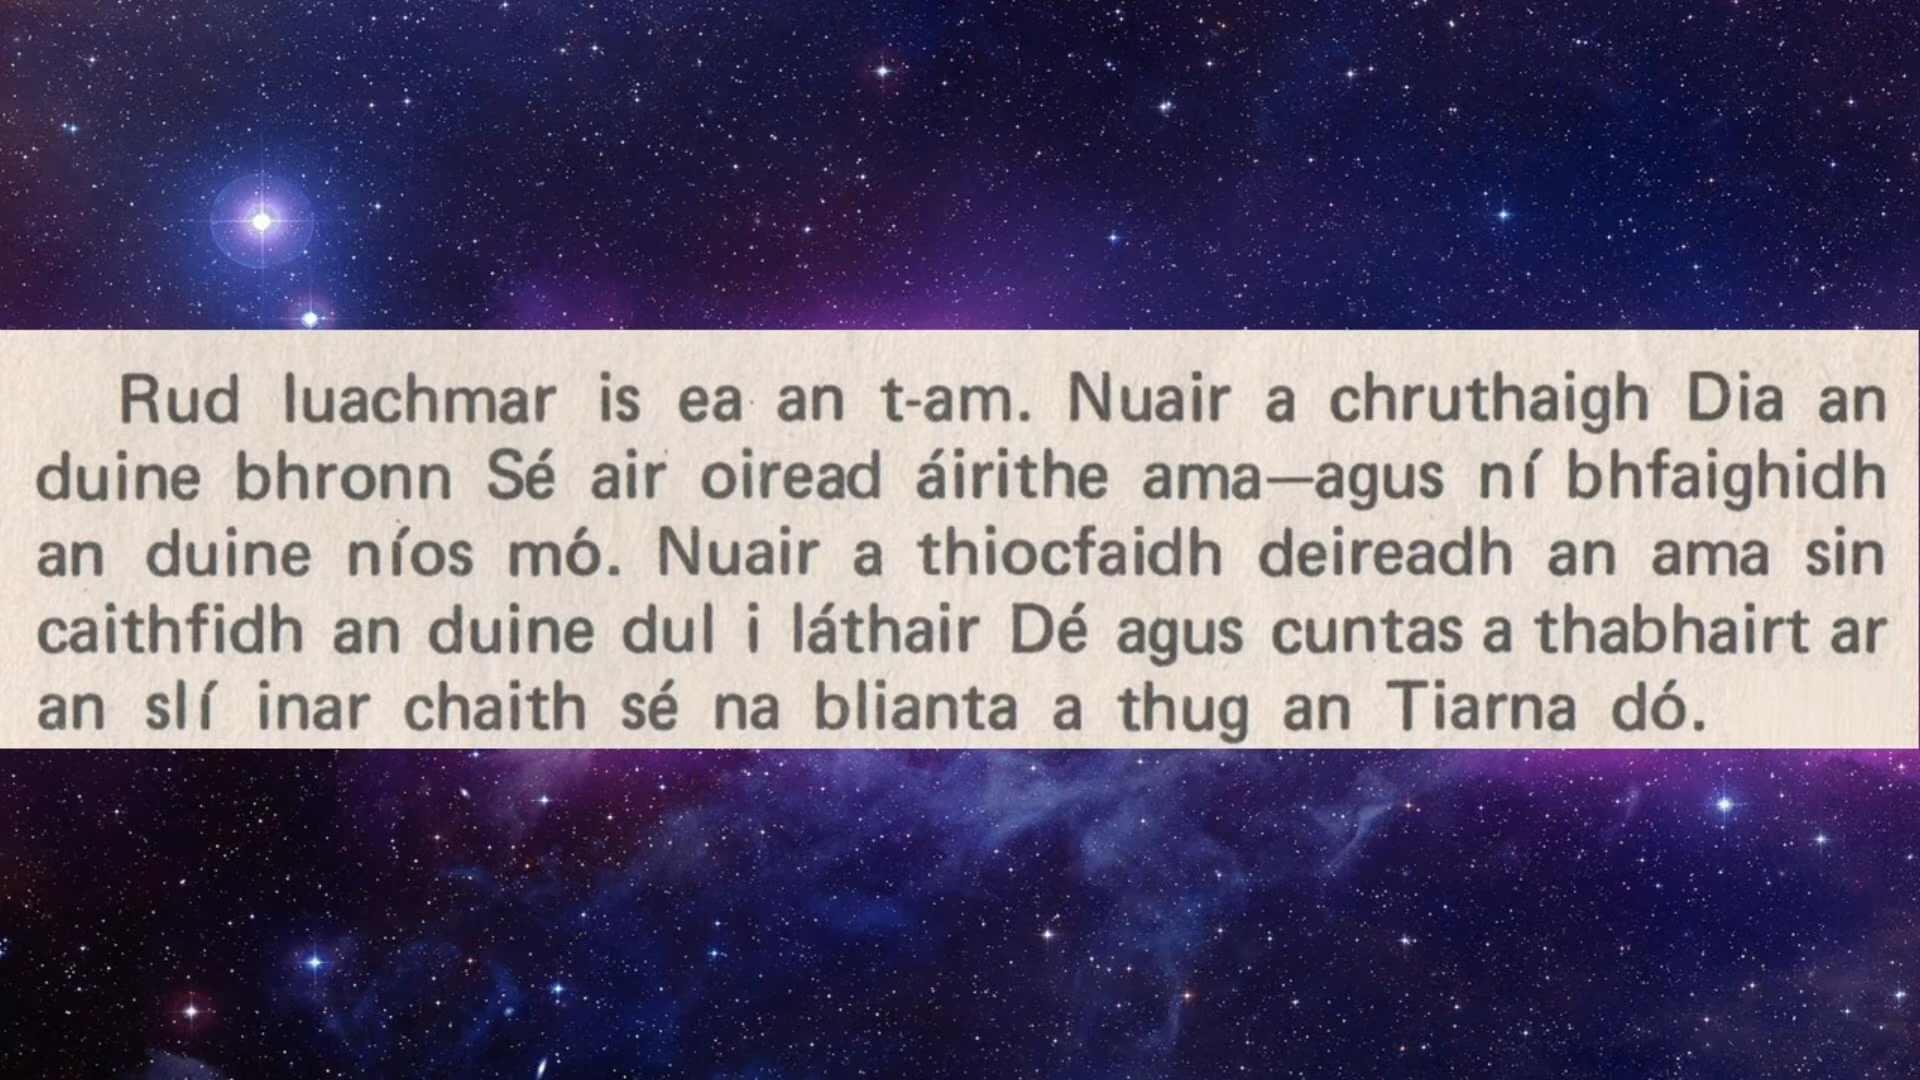 Rud luachmar is ea an t-am. Nuair a chruthaigh Dia an
duine bhronn Sé air oiread áirithe ama—agus ní bhfaighidh
an duine níos mó. Nuair a thiocfaidh deireadh an ama sin
caithfidh an duine dul i láthair Dé agus cuntas a thabhairt ar
an slí inar chaith sé na blianta a thug an Tiarna dó.